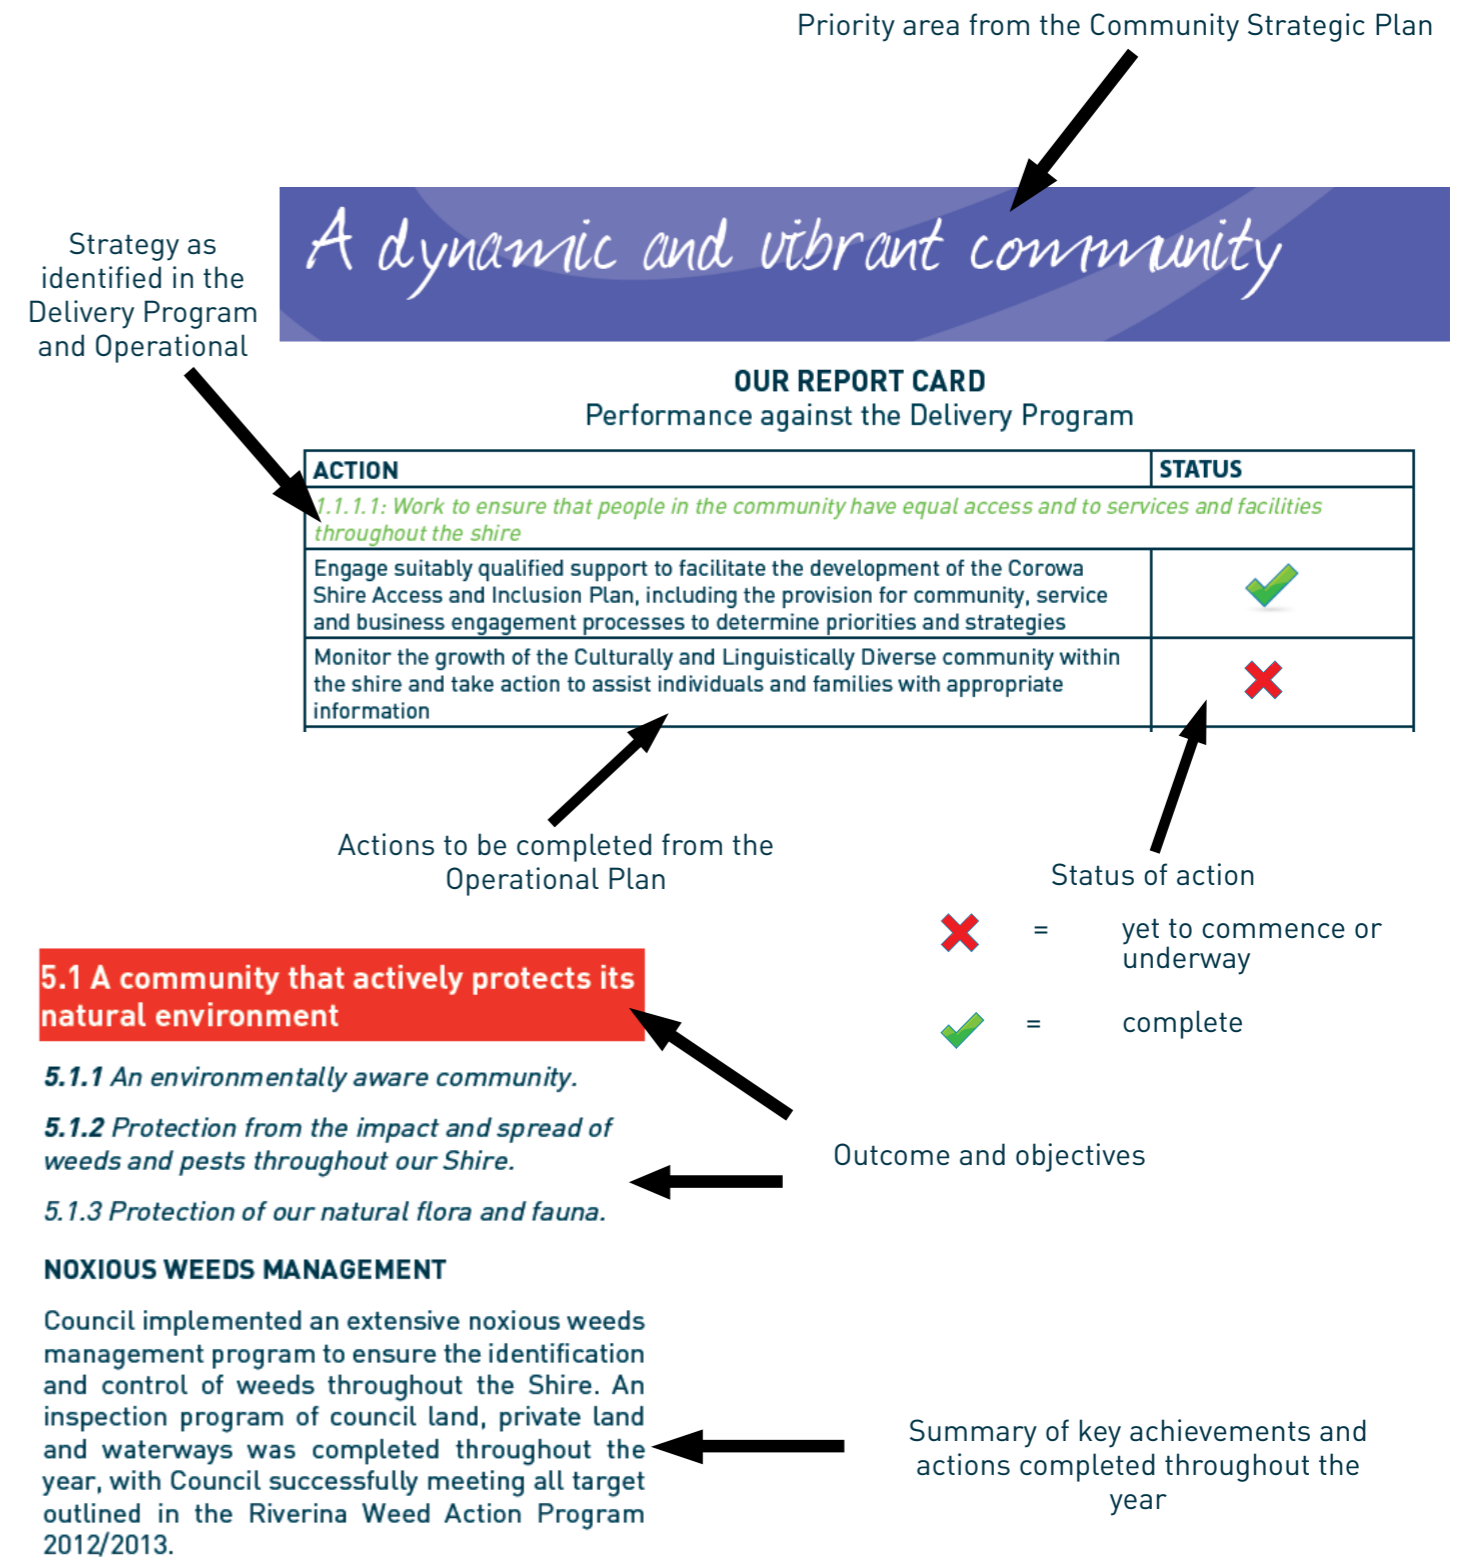 Priority area from the Community Strategic Plan
A dynamic and vibrant community
Strategy as
identified in the
Delivery Program
and Operational
OUR REPORT CARD
Performance against the Delivery Program
ACTION
STATUS
1.1.1.1: Work to ensure that people in the community have equal access and to services and facilities
throughout the shire
Engage suitably qualified support to facilitate the development of the Corowa
Shire Access and Inclusion Plan, including the provision for community, service
and business engagement processes to determine priorities and strategies
Monitor the growth of the Culturally and Linguistically Diverse community within
the shire and take action to assist individuals and families with appropriate
information
Actions to be completed from the
Operational Plan
Status of action
= yet to commence or
underway
= complete
5.1 A community that actively protects its
natural environment
5.1.1 An environmentally aware community.
5.1.2 Protection from the impact and spread of
weeds and pests throughout our Shire.
5.1.3 Protection of our natural flora and fauna.
Outcome and objectives
NOXIOUS WEEDS MANAGEMENT
Council implemented an extensive noxious weeds
management program to ensure the identification
and control of weeds throughout the Shire. An
inspection program of council land, private land
and waterways was completed throughout the
year, with Council successfully meeting all target
outlined in the Riverina Weed Action Program
2012/2013.
Summary of key achievements and
actions completed throughout the
year